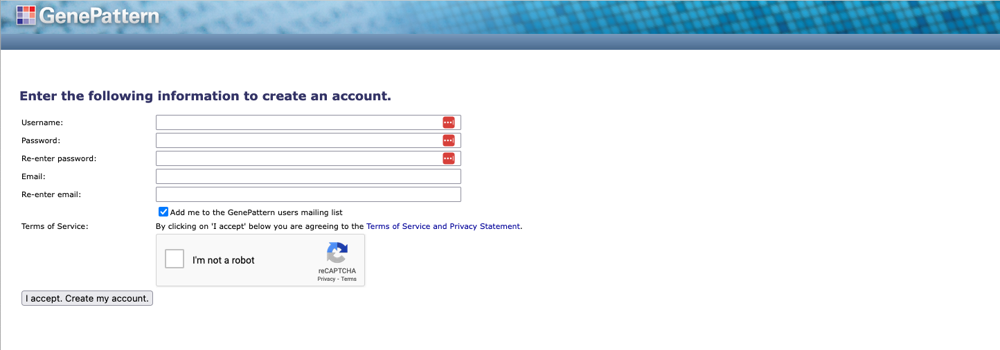 GenePattern
Enter the following information to create an account.
Username:
Password:
Re-enter password:
Email:
Re-enter email:
Add me to the GenePattern users mailing list
Terms of Service: By clicking on 'I accept' below you are agreeing to the Terms of Service and Privacy Statement.
I'm not a robot
reCAPTCHA
Privacy - Terms
I accept. Create my account.